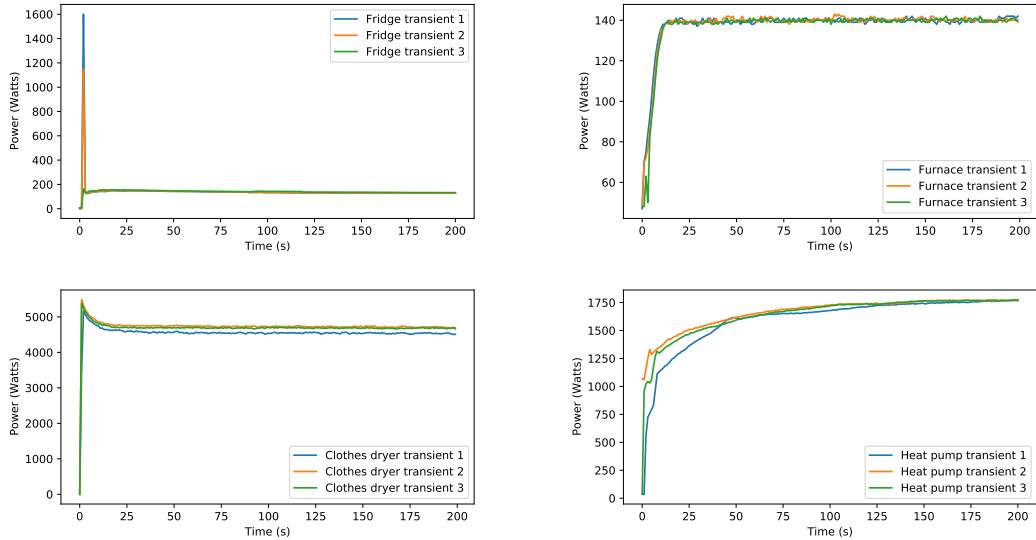 1600
1400
1200
1000
800
600
400
200
0
Power (Watts)
0 25 50 75 100 125 150 175 200
Time (s)
Fridge transient 1
Fridge transient 2
Fridge transient 3
140
120
100
80
60
Power (Watts)
0 25 50 75 100 125 150 175 200
Time (s)
Furnace transient 1
Furnace transient 2
Furnace transient 3
5000
4000
3000
2000
1000
0
Power (Watts)
0 25 50 75 100 125 150 175 200
Time (s)
Clothes dryer transient 1
Clothes dryer transient 2
Clothes dryer transient 3
1750
1500
1250
1000
750
500
250
0
Power (Watts)
0 25 50 75 100 125 150 175 200
Time (s)
Heat pump transient 1
Heat pump transient 2
Heat pump transient 3